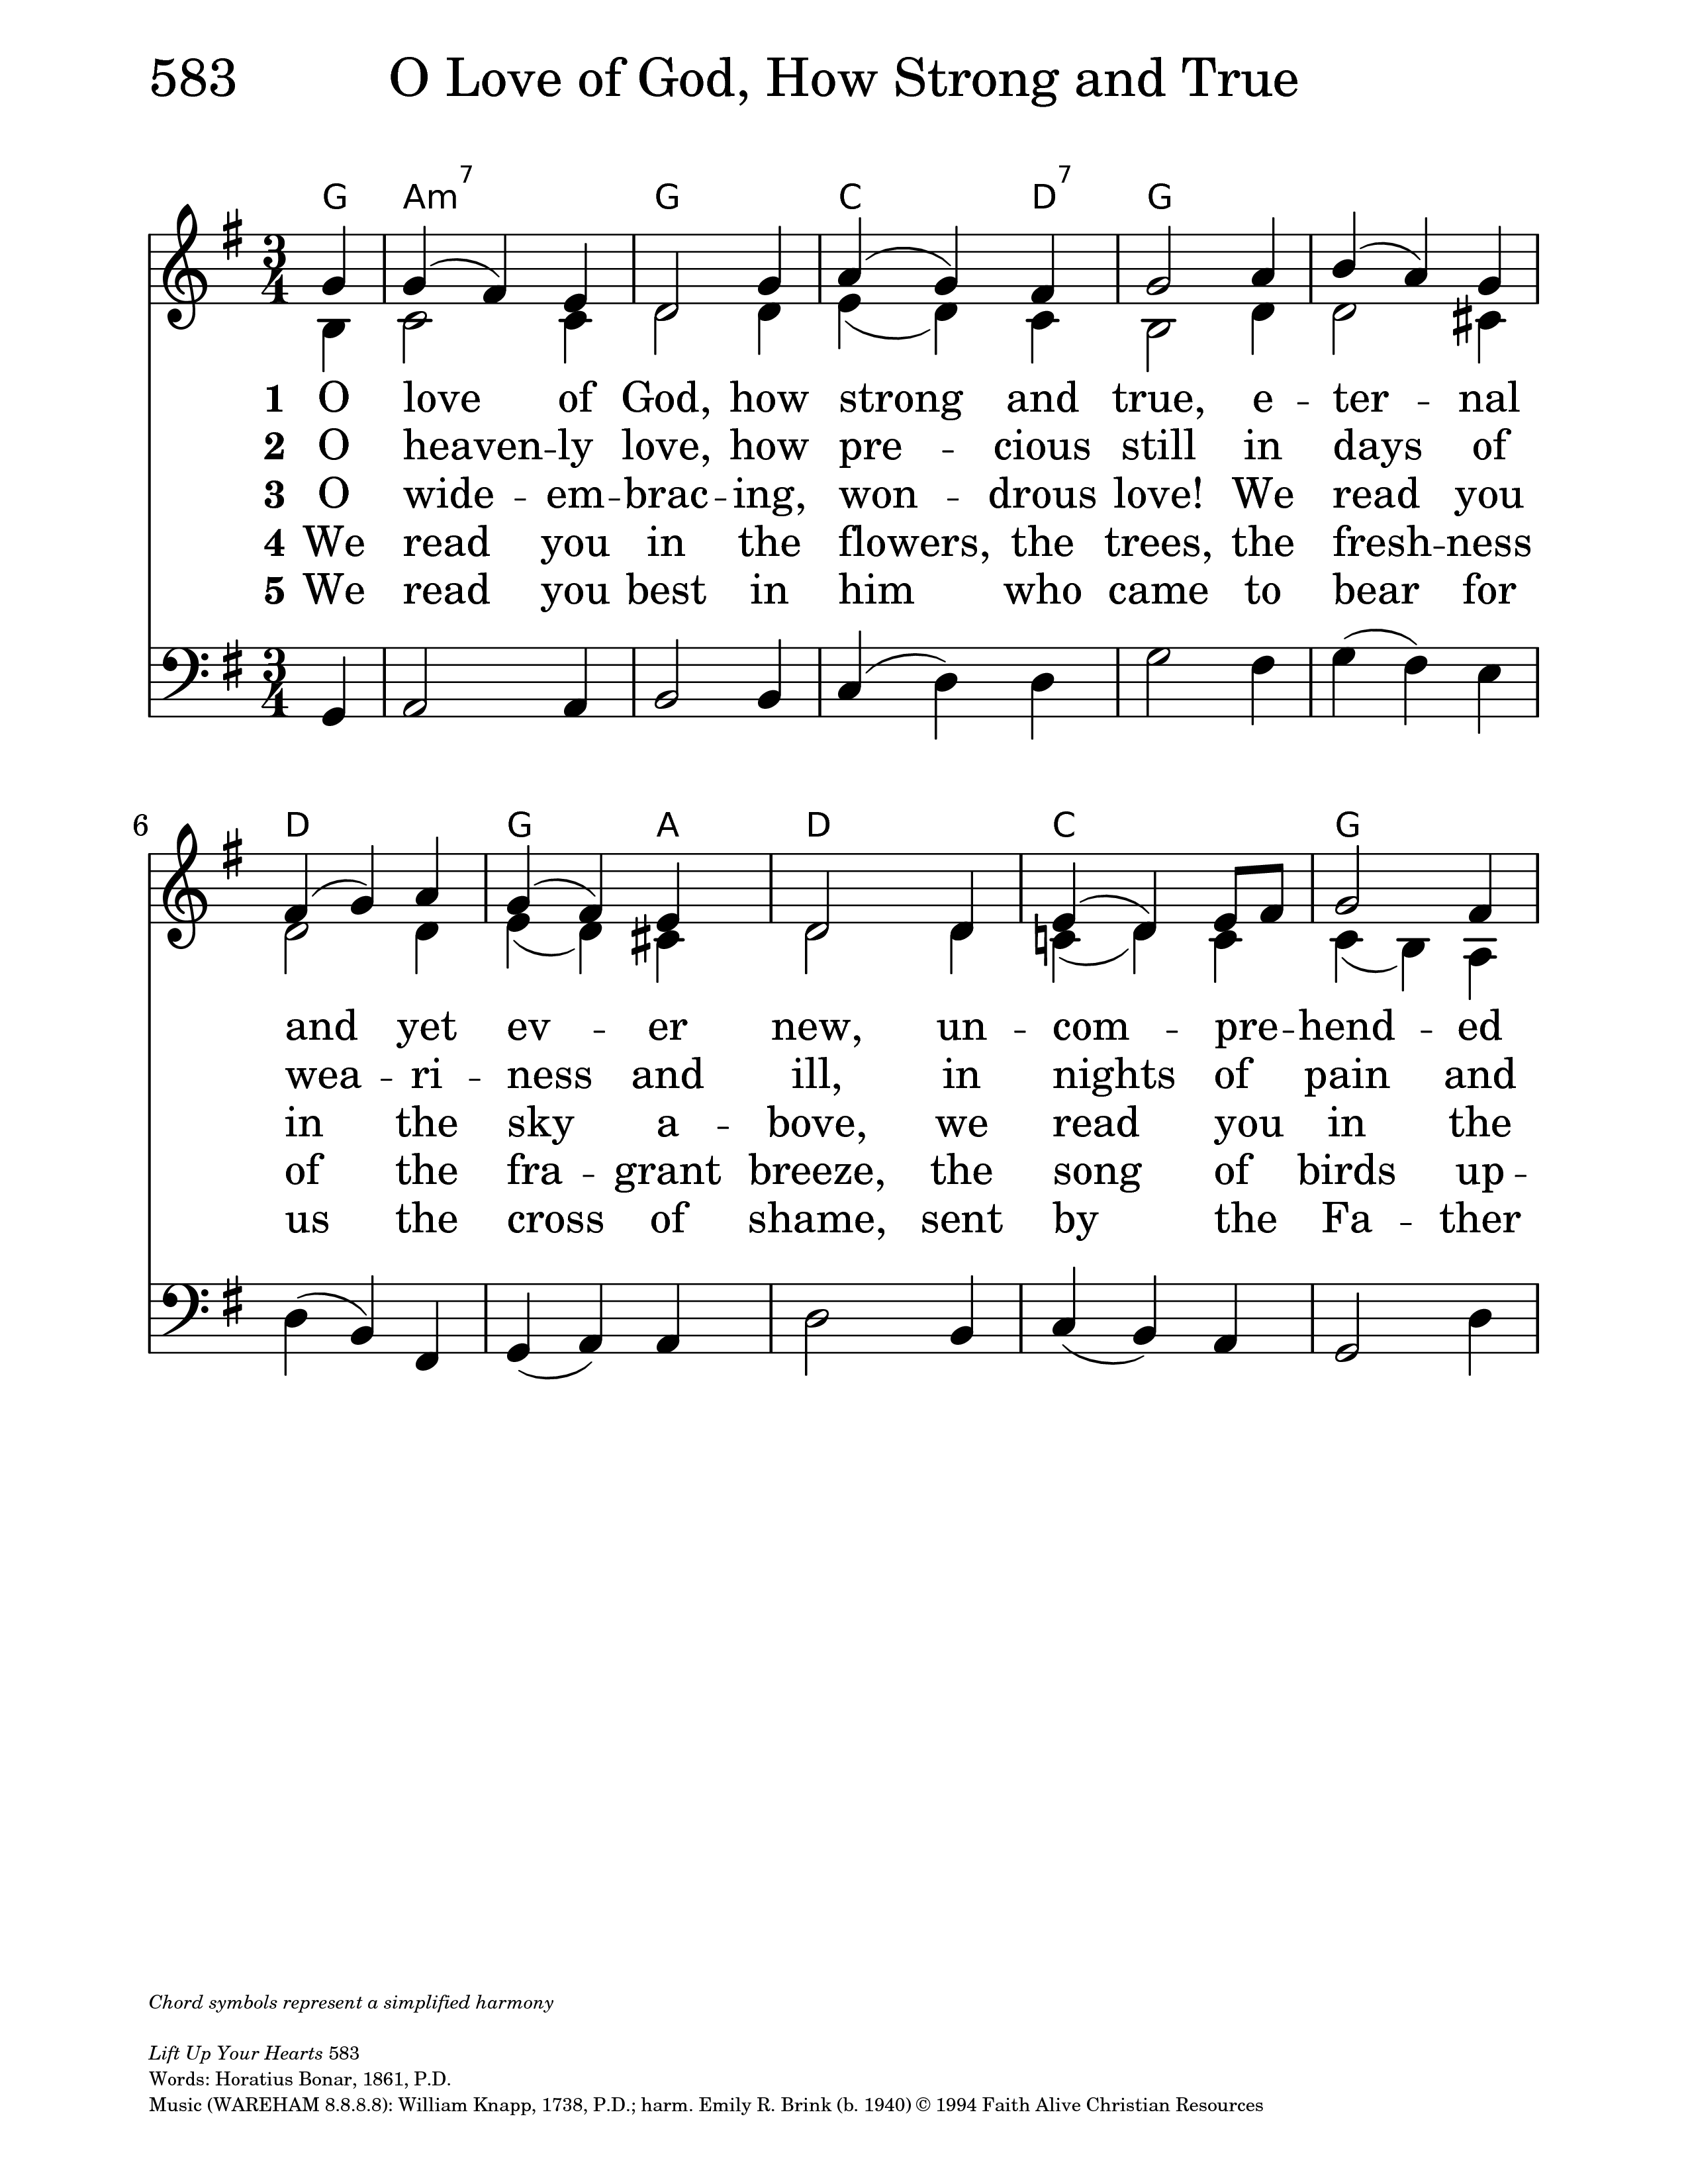 583 O Love of God, How Strong and True
G Am7 G C D7 G
3 4
1 O love of God, how strong and true, e - ter - nal
2 O heaven - ly love, how pre - cious still in days of
3 O wide - em - brac - ing, won - drous love! We read you
4 We read you in the flowers, the trees, the fresh - ness
5 We read you best in him who came to bear for
3 4
6 D G A D C G
and yet ev - er new, un - com - pre - hend - ed
wea - ri - ness and ill, in nights of pain and
in the sky a - bove, we read you in the
of the fra - grant breeze, the song of birds up -
us the cross of shame, sent by the Fa - ther
Chord symbols represent a simplified harmony
Lift Up Your Hearts 583
Words: Horatius Bonar, 1861, P.D.
Music (WAREHAM 8.8.8.8): William Knapp, 1738, P.D.; harm. Emily R. Brink (b. 1940) © 1994 Faith Alive Christian Resources